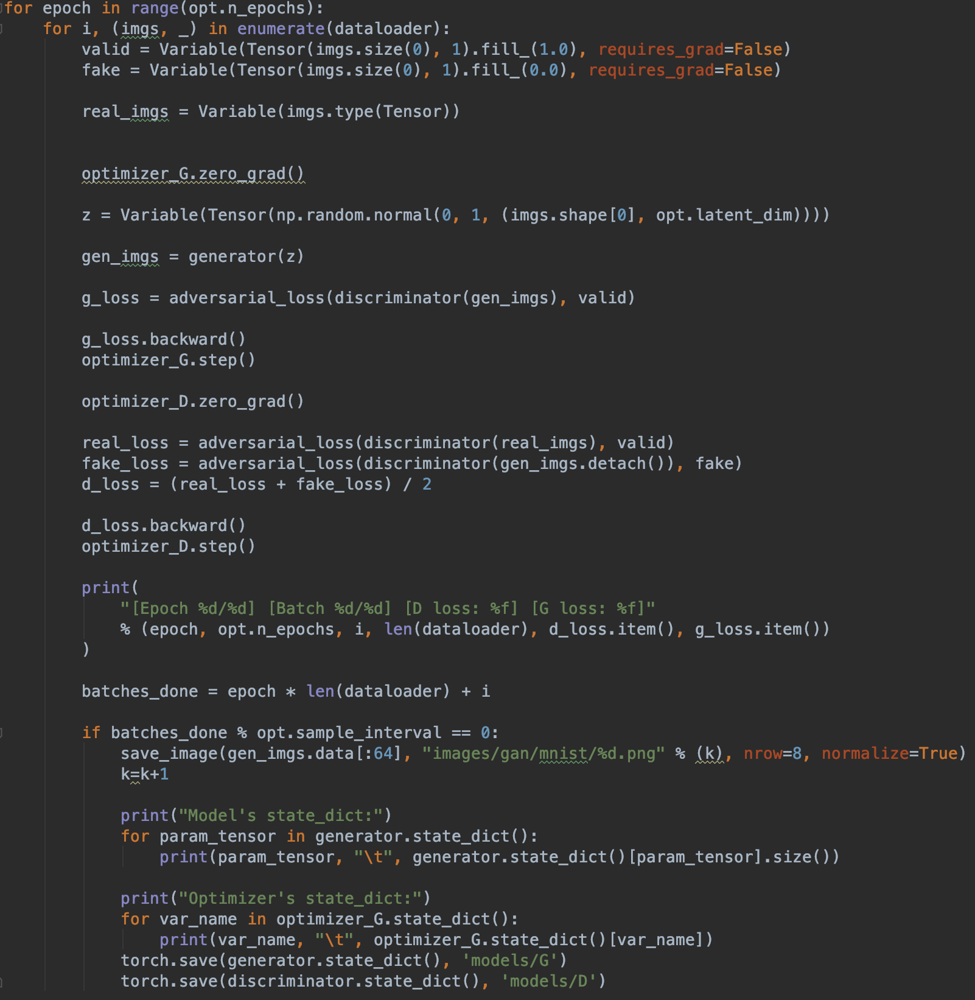 for epoch in range(opt.n_epochs):
    for i, (imgs, _) in enumerate(dataloader):
        valid = Variable(Tensor(imgs.size(0), 1).fill_(1.0), requires_grad=False)
        fake = Variable(Tensor(imgs.size(0), 1).fill_(0.0), requires_grad=False)
        real_imgs = Variable(imgs.type(Tensor))
        optimizer_G.zero_grad()
        z = Variable(Tensor(np.random.normal(0, 1, (imgs.shape[0], opt.latent_dim))))
        gen_imgs = generator(z)
        g_loss = adversarial_loss(discriminator(gen_imgs), valid)
        g_loss.backward()
        optimizer_G.step()
        optimizer_D.zero_grad()
        real_loss = adversarial_loss(discriminator(real_imgs), valid)
        fake_loss = adversarial_loss(discriminator(gen_imgs.detach()), fake)
        d_loss = (real_loss + fake_loss) / 2
        d_loss.backward()
        optimizer_D.step()
        print(
            "[Epoch %d/%d] [Batch %d/%d] [D loss: %f] [G loss: %f]"
            % (epoch, opt.n_epochs, i, len(dataloader), d_loss.item(), g_loss.item())
        )
        batches_done = epoch * len(dataloader) + i
        if batches_done % opt.sample_interval == 0:
            save_image(gen_imgs.data[:64], "images/gan/mnist/%d.png" % (k), nrow=8, normalize=True)
            k=k+1
            print("Model's state_dict:")
            for param_tensor in generator.state_dict():
                print(param_tensor, "\t", generator.state_dict()[param_tensor].size())
            print("Optimizer's state_dict:")
            for var_name in optimizer_G.state_dict():
                print(var_name, "\t", optimizer_G.state_dict()[var_name])
            torch.save(generator.state_dict(), 'models/G')
            torch.save(discriminator.state_dict(), 'models/D')